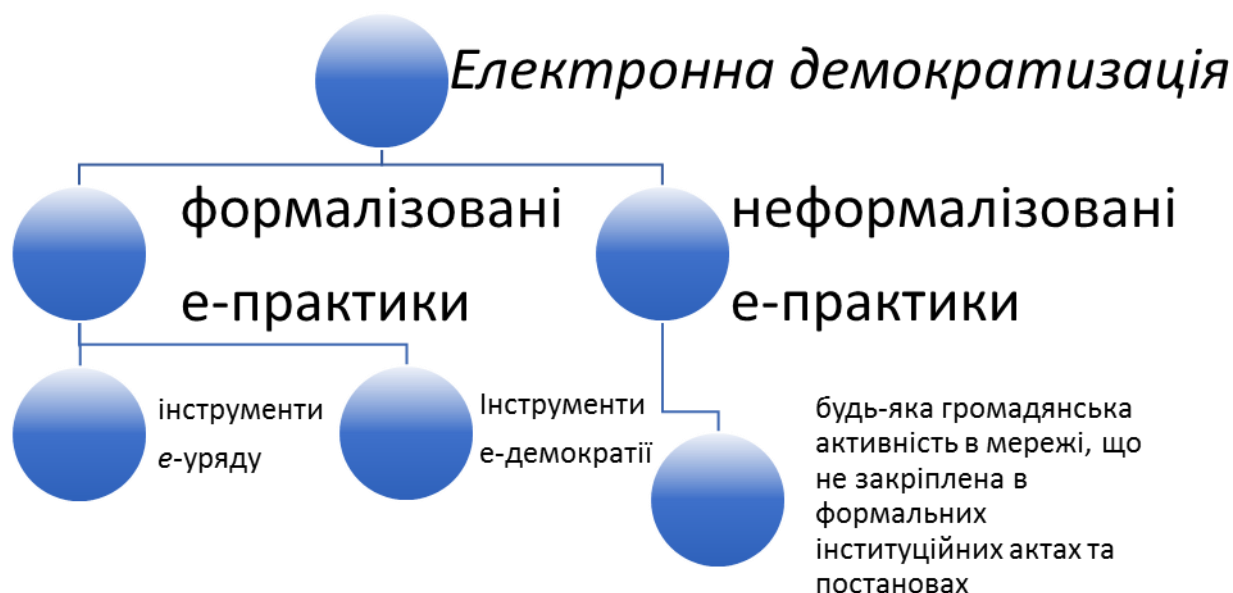 Електронна демократизація
формалізовані
е-практики
неформалізовані
е-практики
інструменти
е-уряду
Інструменти
е-демократії
будь-яка громадянська
активність в мережі, що
не закріплена в
формальних
інституційних актах та
постановах